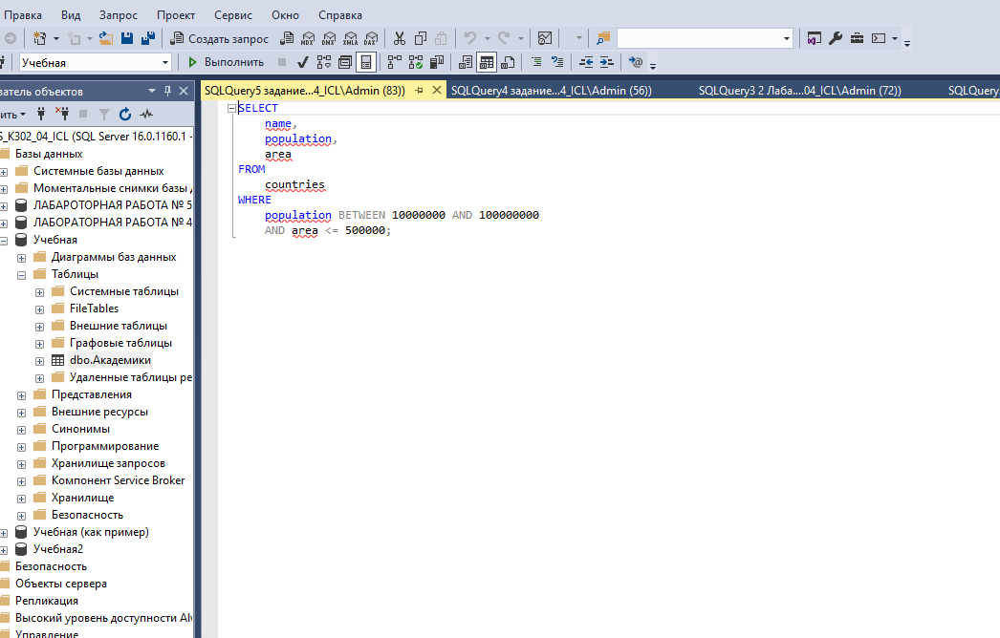 Правка Вид Запрос Проект Сервис Окно Справка
Создать запрос MDX DMX XMLA DAX
Учебная Выполнить
ватель объектов
SQLQuery5 задание...4_ICL\Admin (83)) SQLQuery4 задание...4_ICL\Admin (56)) SQLQuery3 2 Лаба....04_ICL\Admin (72)) SQLQuery
ить
S_K302_04_ICL (SQL Server 16.0.1160.1 -
Базы данных
Системные базы данных
Моментальные снимки базы
ЛАБАРОТОРНАЯ РАБОТА № 5
ЛАБОРАТОРНАЯ РАБОТА № 4
Учебная
Диаграммы баз данных
Таблицы
Системные таблицы
FileTables
Внешние таблицы
Графовые таблицы
dbo.Академики
Удаленные таблицы ре
Представления
Внешние ресурсы
Синонимы
Программирование
Хранилище запросов
Компонент Service Broker
Хранилище
Безопасность
Учебная (как пример)
Учебная2
Безопасность
Объекты сервера
Репликация
Высокий уровень доступности Al
Управление
SELECT
name,
population,
area
FROM
countries
WHERE
population BETWEEN 10000000 AND 100000000
AND area <= 500000;